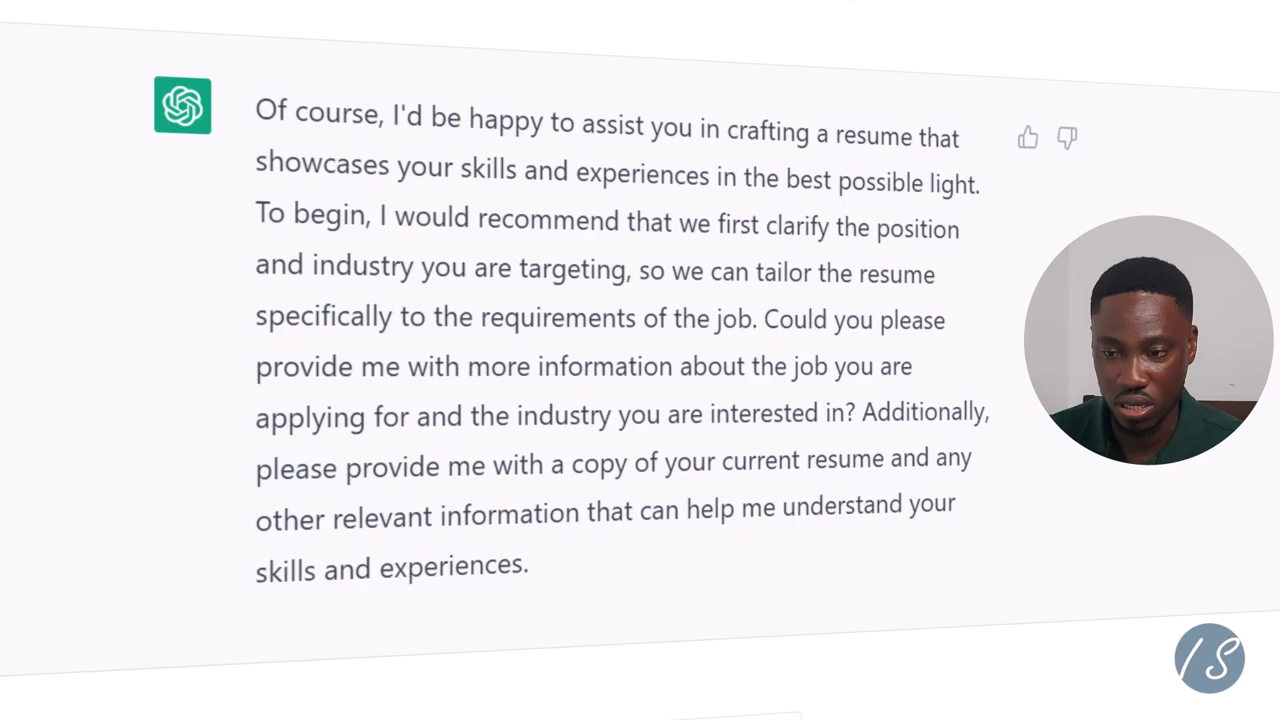 Of course, I'd be happy to assist you in crafting a resume that
showcases your skills and experiences in the best possible light.
To begin, I would recommend that we first clarify the position
and industry you are targeting, so we can tailor the resume
specifically to the requirements of the job. Could you please
provide me with more information about the job you are
applying for and the industry you are interested in? Additionally,
please provide me with a copy of your current resume and any
other relevant information that can help me understand your
skills and experiences.
IS